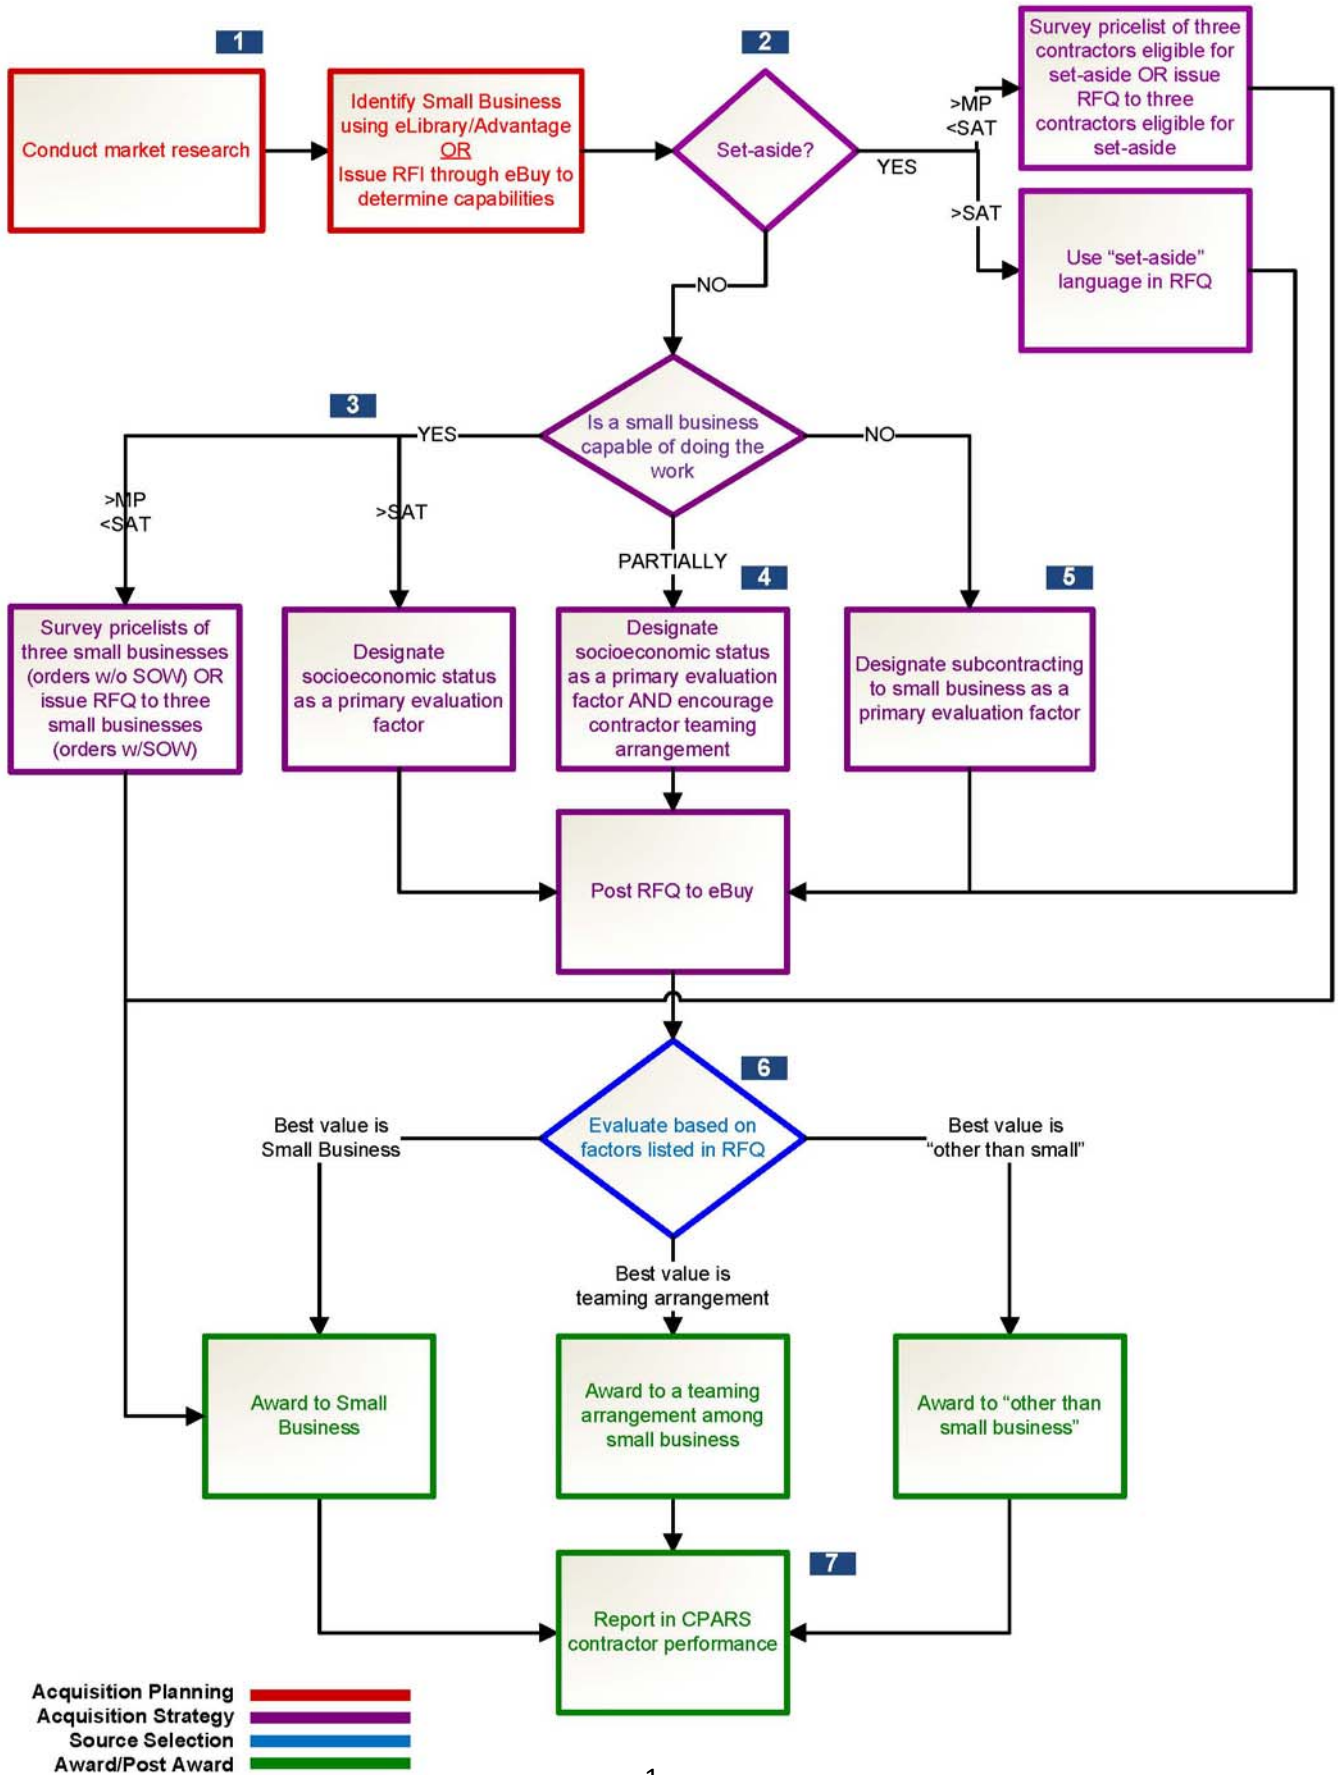 1
Conduct market research
Identify Small Business
using eLibrary/Advantage
OR
Issue RFI through eBuy to
determine capabilities
2
Set-aside?
YES
>MP
<SAT
Survey pricelist of three
contractors eligible for
set-aside OR issue
RFQ to three
contractors eligible for
set-aside
>SAT
Use “set-aside”
language in RFQ
NO
3
Is a small business
capable of doing the
work
YES
NO
>MP
<SAT
>SAT
PARTIALLY
4
5
Survey pricelists of
three small businesses
(orders w/o SOW) OR
issue RFQ to three
small businesses
(orders w/SOW)
Designate
socioeconomic status
as a primary evaluation
factor
Designate
socioeconomic status
as a primary evaluation
factor AND encourage
contractor teaming
arrangement
Designate subcontracting
to small business as a
primary evaluation factor
Post RFQ to eBuy
6
Evaluate based on
factors listed in RFQ
Best value is
Small Business
Best value is
“other than small”
Best value is
teaming arrangement
Award to Small
Business
Award to a teaming
arrangement among
small business
Award to “other than
small business”
7
Report in CPARS
contractor performance
Acquisition Planning
Acquisition Strategy
Source Selection
Award/Post Award
1